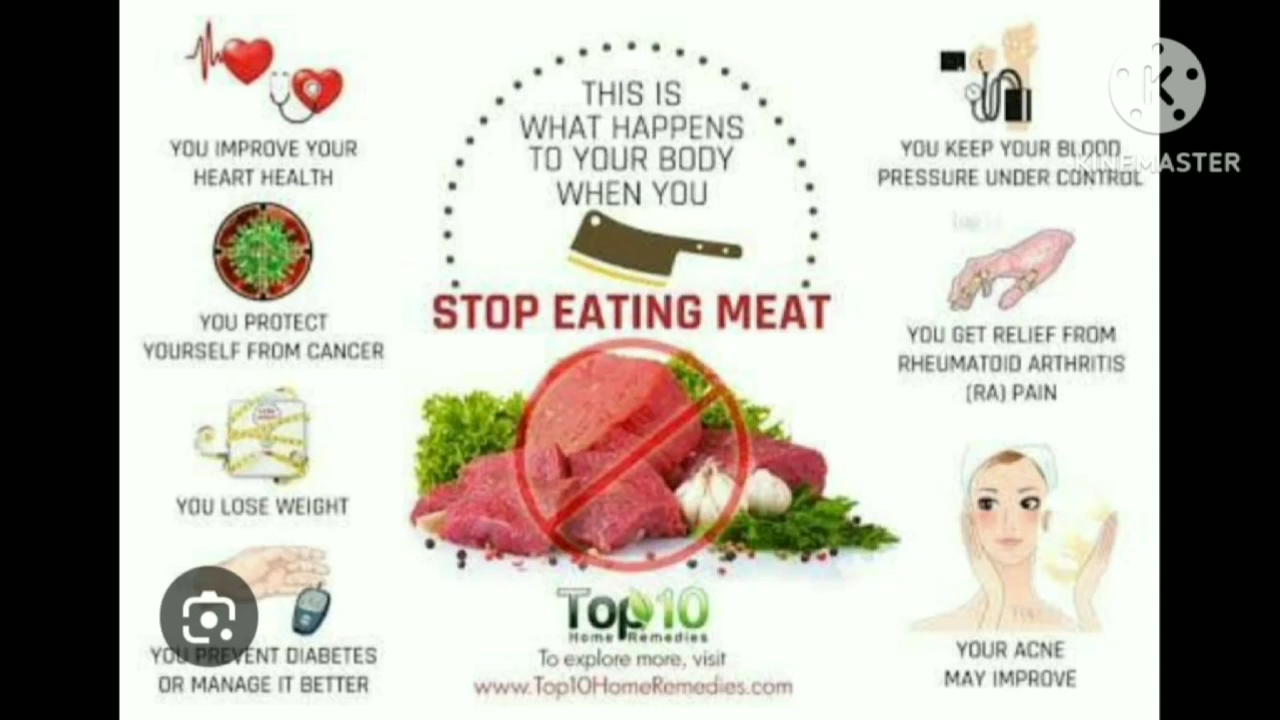 THIS IS
WHAT HAPPENS
TO YOUR BODY
WHEN YOU
STOP EATING MEAT
YOU IMPROVE YOUR
HEART HEALTH
YOU PROTECT
YOURSELF FROM CANCER
YOU LOSE WEIGHT
YOU PREVENT DIABETES
OR MANAGE IT BETTER
YOU KEEP YOUR BLOOD
PRESSURE UNDER CONTROL
YOU GET RELIEF FROM
RHEUMATOID ARTHRITIS
(RA) PAIN
YOUR ACNE
MAY IMPROVE
Top10
Home Remedies
To explore more, visit
www.Top10HomeRemedies.com
KINEMASTER